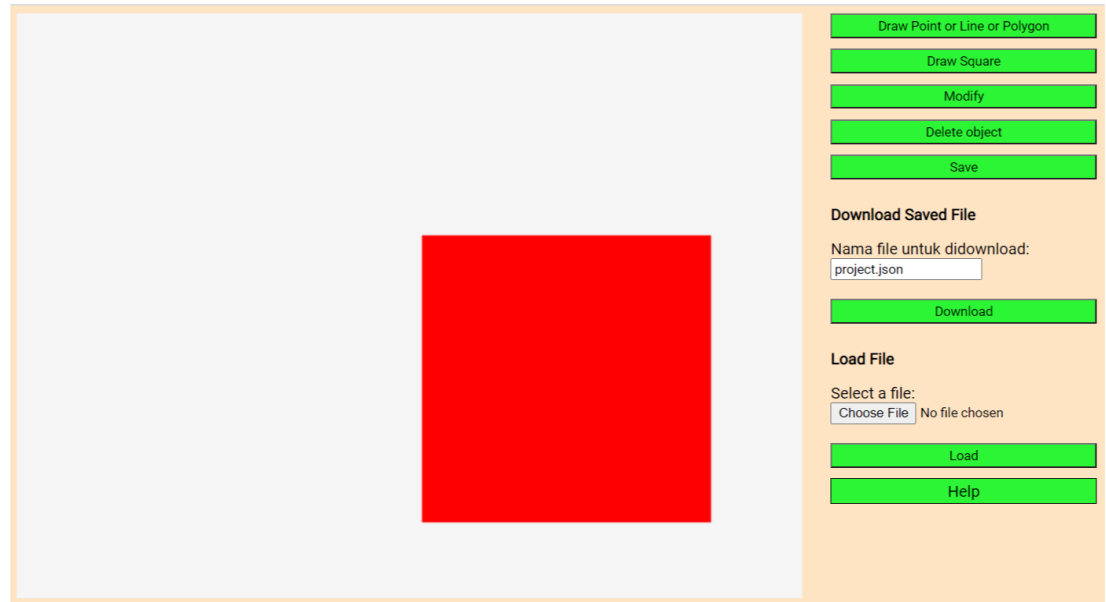 Draw Point or Line or Polygon
Draw Square
Modify
Delete object
Save
Download Saved File
Nama file untuk didownload:
project.json
Download
Load File
Select a file:
Choose File No file chosen
Load
Help